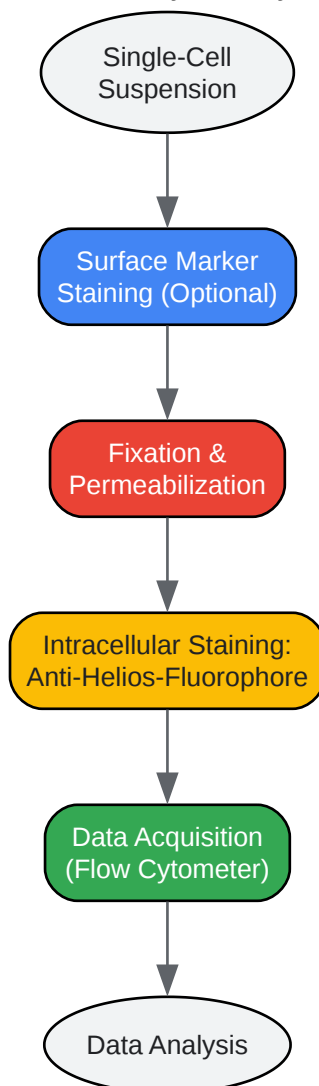 Single-Cell
Suspension
Surface Marker
Staining (Optional)
Fixation &
Permeabilization
Intracellular Staining:
Anti-Helios-Fluorophore
Data Acquisition
(Flow Cytometer)
Data Analysis